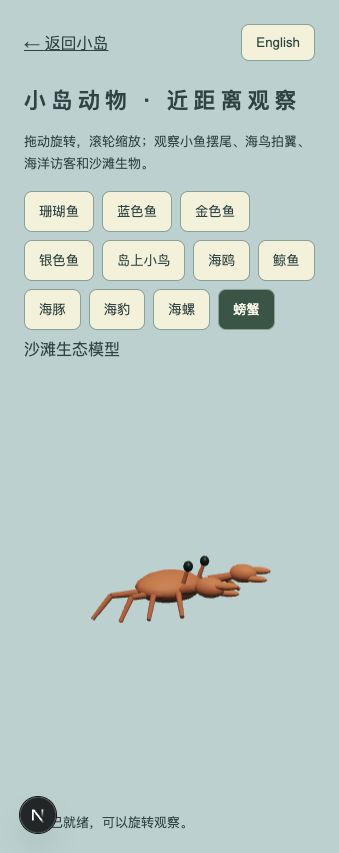 ← 返回小岛
English
小岛动物 · 近距离观察
拖动旋转，滚轮缩放；观察小鱼摆尾、海鸟拍翼、
海洋访客和沙滩生物。
珊瑚鱼 蓝色鱼 金色鱼
银色鱼 岛上小鸟 海鸥 鲸鱼
海豚 海豹 海螺 螃蟹
沙滩生态模型
N
已就绪，可以旋转观察。